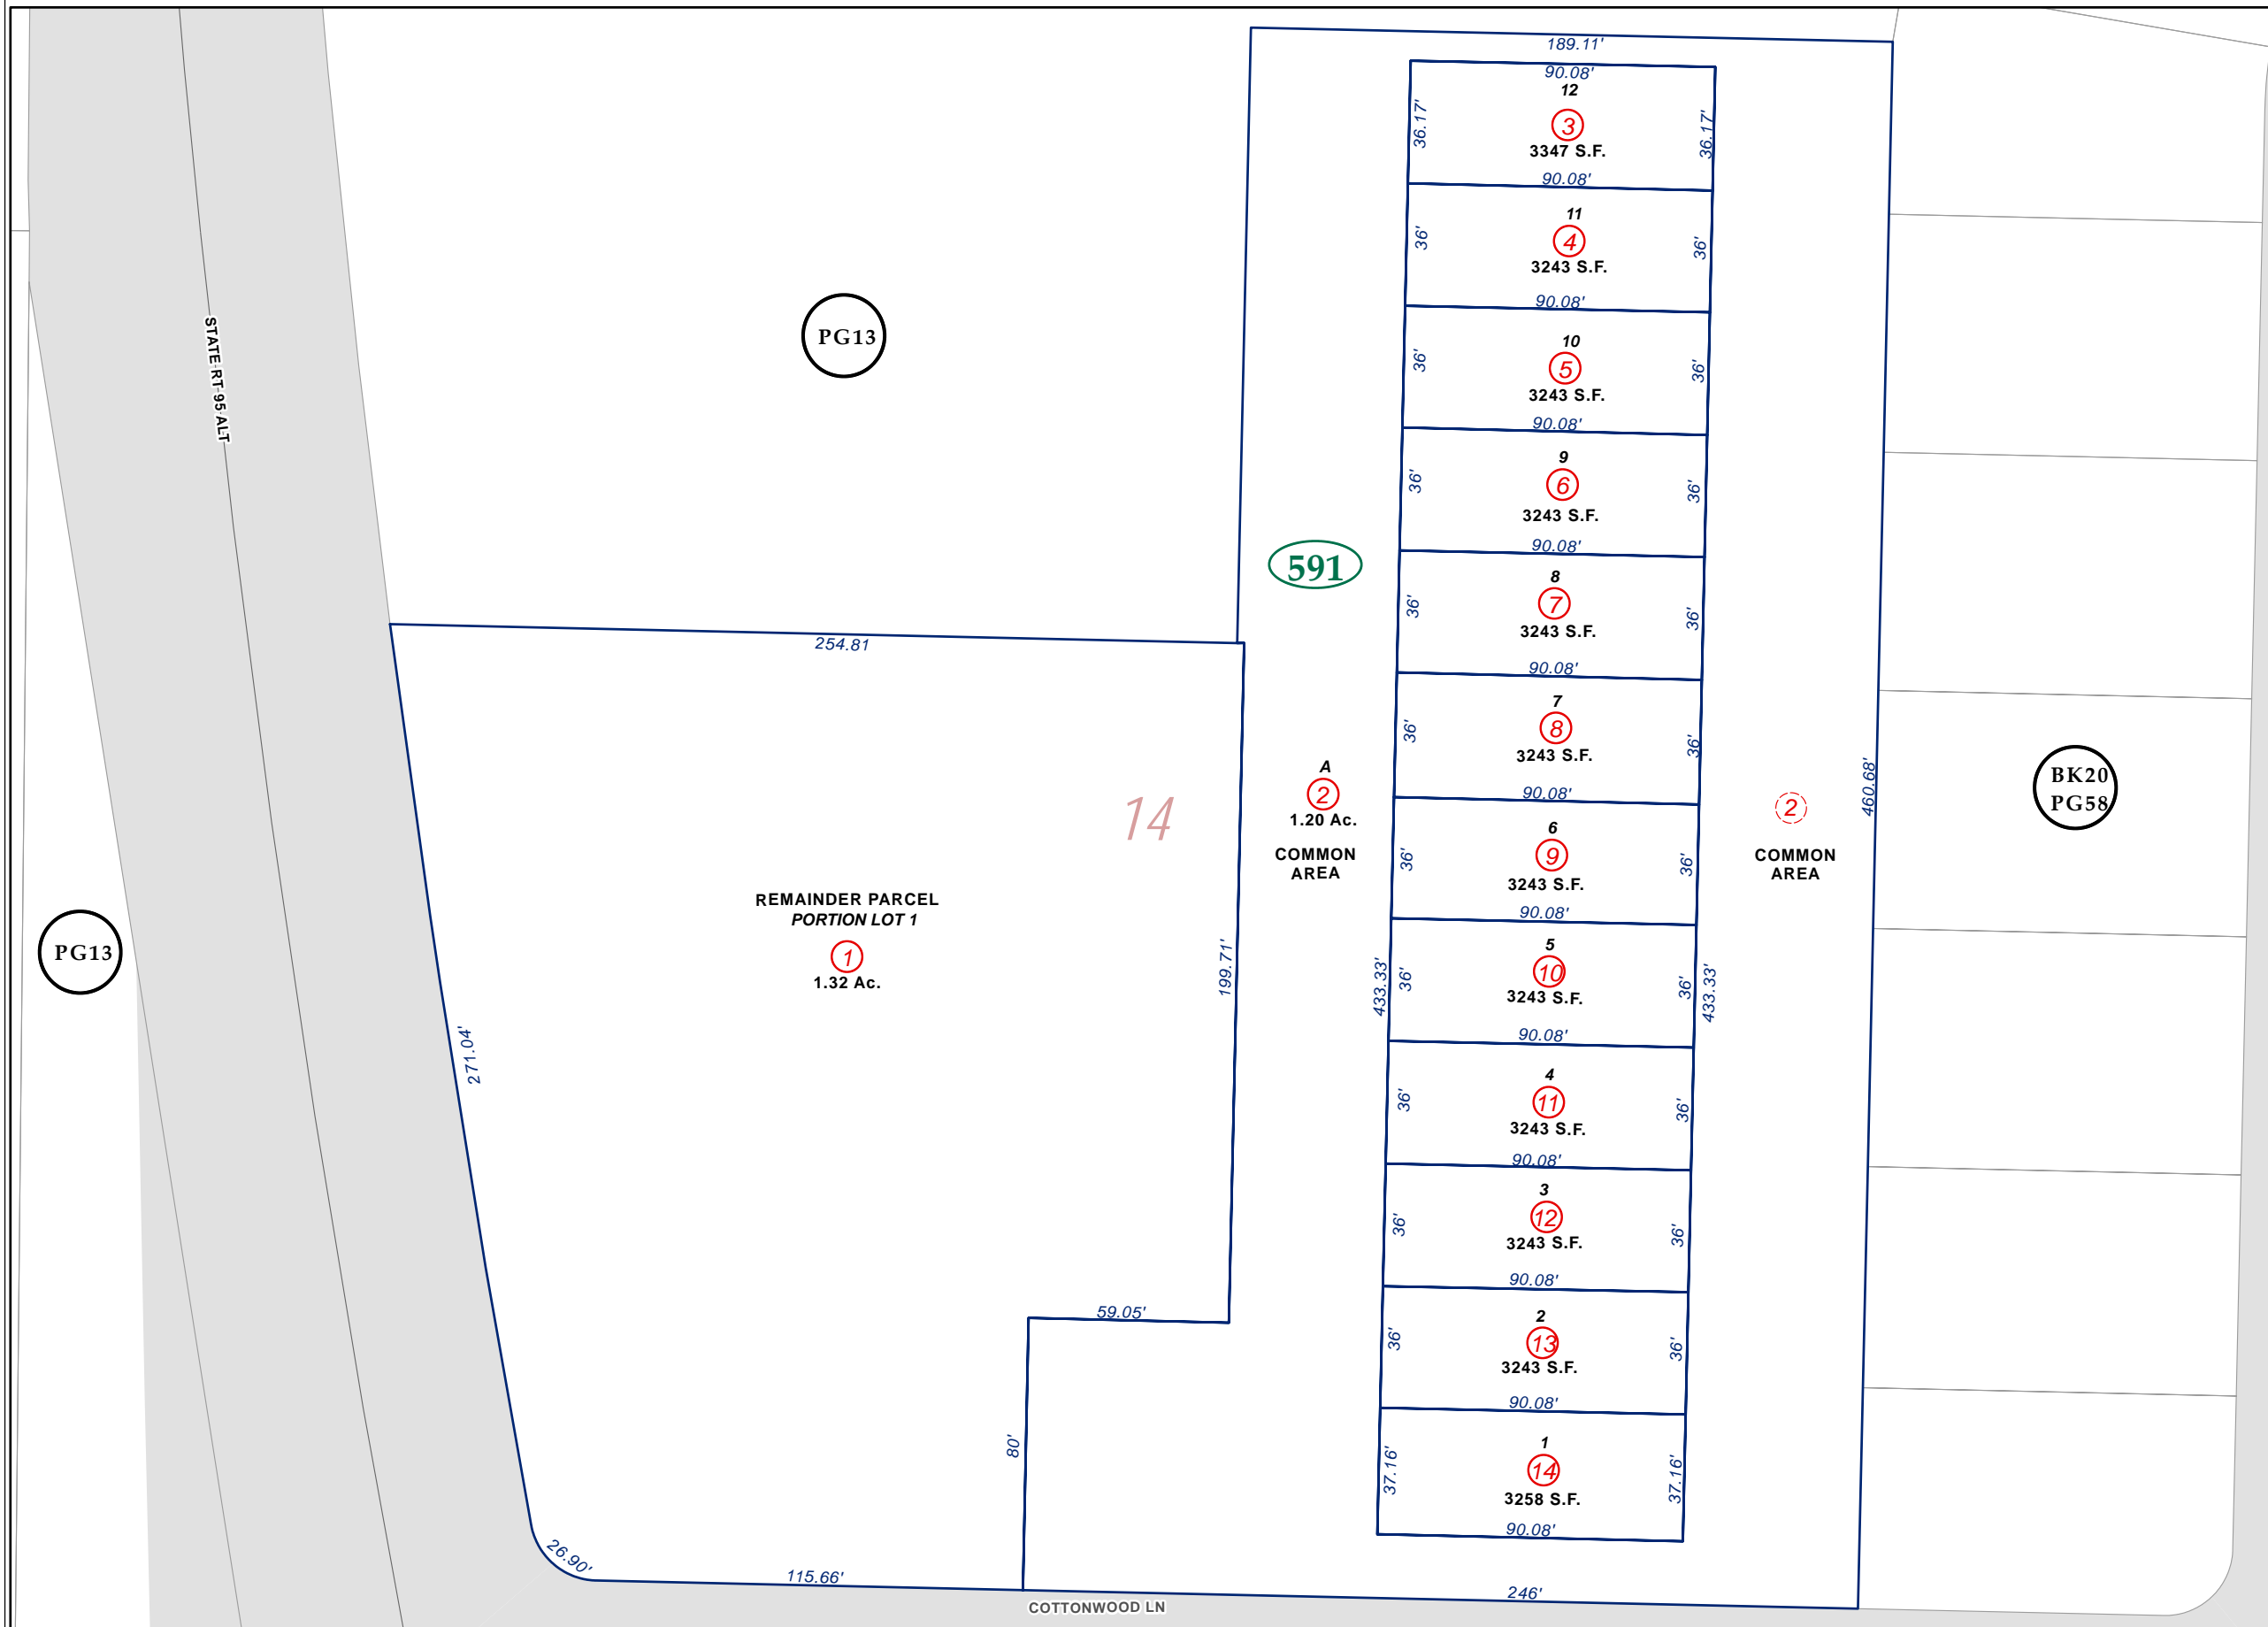 189.11'
90.08'
12
36.17'
3
36.17'
3347 S.F.
90.08'
11
36'
4
36'
3243 S.F.
90.08'
10
36'
5
36'
3243 S.F.
90.08'
9
36'
6
36'
3243 S.F.
90.08'
8
36'
7
36'
3243 S.F.
90.08'
7
36'
8
36'
3243 S.F.
90.08'
6
36'
9
36'
3243 S.F.
90.08'
5
433.33'
36'
10
36'
433.33'
3243 S.F.
90.08'
4
36'
11
36'
3243 S.F.
90.08'
3
36'
12
36'
3243 S.F.
90.08'
2
36'
13
36'
3243 S.F.
90.08'
1
37.16'
14
37.16'
3258 S.F.
90.08'
STATE RT 95 ALT
PG13
591
254.81
14
A
2
1.20 Ac.
COMMON
AREA
2
COMMON
AREA
460.68'
BK20
PG58
REMAINDER PARCEL
PORTION LOT 1
1
1.32 Ac.
PG13
199.71'
271.04'
59.05'
80'
26.90'
115.66'
246'
COTTONWOOD LN